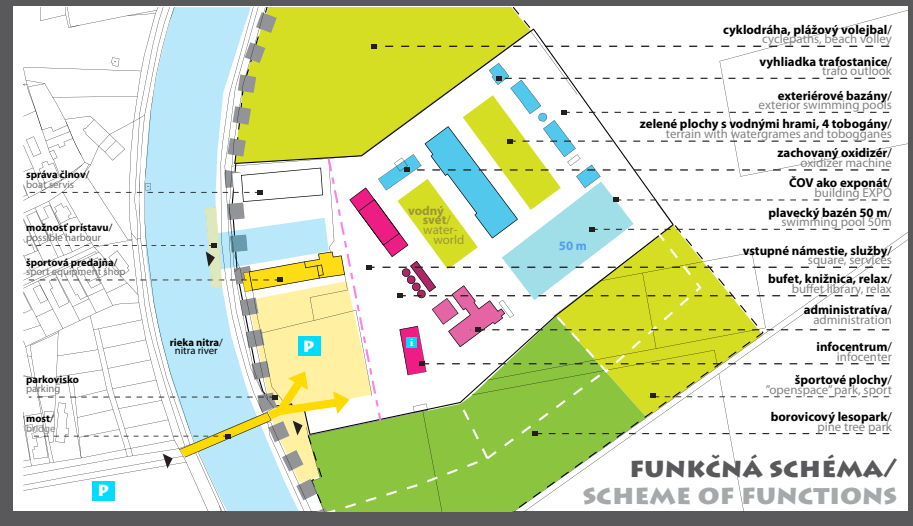 cyklodráha, plážový volejbal/
cyclepaths, beach volley
vyhliadka trafostanice/
trafo outlook
exteriérové bazány/
exterior swimming pools
zelené plochy s vodnými hrami, 4 tobogány/
terrain with watergrames and tobogganes
zachovaný oxidizér/
oxidizer machine
ČOV ako exponát/
building EXPO
plavecký bazén 50 m/
swimming pool 50m
vstupné námestie, služby/
square, services
bufet, knižnica, relax/
buffet library, relax
administratíva/
administration
infocentrum/
infocenter
športové plochy/
"openspace" park, sport
borovicový lesopark/
pine tree park
správa člnov/
boat servis
možnosť prístavu/
possible harbour
športová predajňa/
sport equipment shop
rieka nitra/
nitra river
parkovisko
parking
most/
bridge
vodný
svet/
water-
world
50 m
P
i
P
FUNKČNÁ SCHÉMA/
SCHEME OF FUNCTIONS